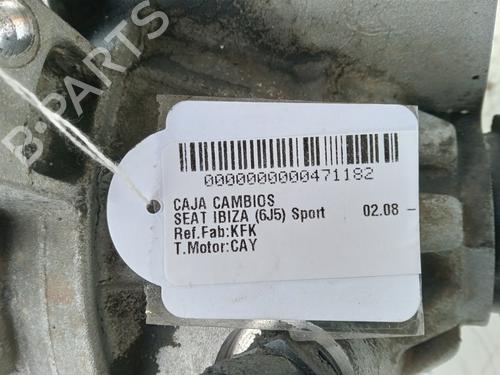 B-PARTS
0000000000471182
CAJA CAMBIOS
SEAT IBIZA (6J5) Sport 02.08 -
Ref.Fab:KFK
T.Motor:CAY